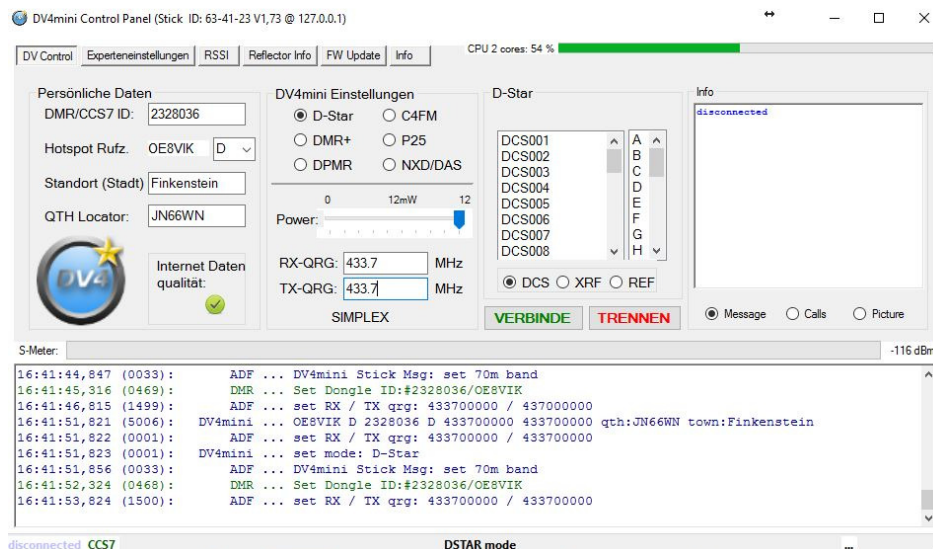 DV4mini Control Panel (Stick ID: 63-41-23 V1,73 @ 127.0.0.1)
DV Control Experteneinstellungen RSSI Reflector Info FW Update Info
CPU 2 cores: 54 %
Persönliche Daten
DMR/CCS7 ID: 2328036
Hotspot Rufz. OE8VIK D
Standort (Stadt) Finkenstein
QTH Locator: JN66WN
DV4
Internet Daten
qualität:
DV4mini Einstellungen
D-Star C4FM
DMR+ P25
DPMR NXD/DAS
0 12mW 12
Power:
RX-QRG: 433.7 MHz
TX-QRG: 433.7 MHz
SIMPLEX
D-Star
DCS001 A
DCS002 B
DCS003 C
DCS004 D
DCS005 E
DCS006 F
DCS007 G
DCS008 H
DCS XRF REF
VERBINDE TRENNEN
Info
disconnected
Message Calls Picture
S-Meter: -116 dBm
16:41:44,847 (0033): ADF ... DV4mini Stick Msg: set 70m band
16:41:45,316 (0469): DMR ... Set Dongle ID:#2328036/OE8VIK
16:41:46,815 (1499): ADF ... set RX / TX qrg: 433700000 / 437000000
16:41:51,821 (5006): DV4mini ... OE8VIK D 2328036 D 433700000 433700000 qth:JN66WN town:Finkenstein
16:41:51,822 (0001): ADF ... set RX / TX qrg: 433700000 / 433700000
16:41:51,823 (0001): DV4mini ... set mode: D-Star
16:41:51,856 (0033): ADF ... DV4mini Stick Msg: set 70m band
16:41:52,324 (0468): DMR ... Set Dongle ID:#2328036/OE8VIK
16:41:53,824 (1500): ADF ... set RX / TX qrg: 433700000 / 433700000
disconnected CCS7 DSTAR mode ...